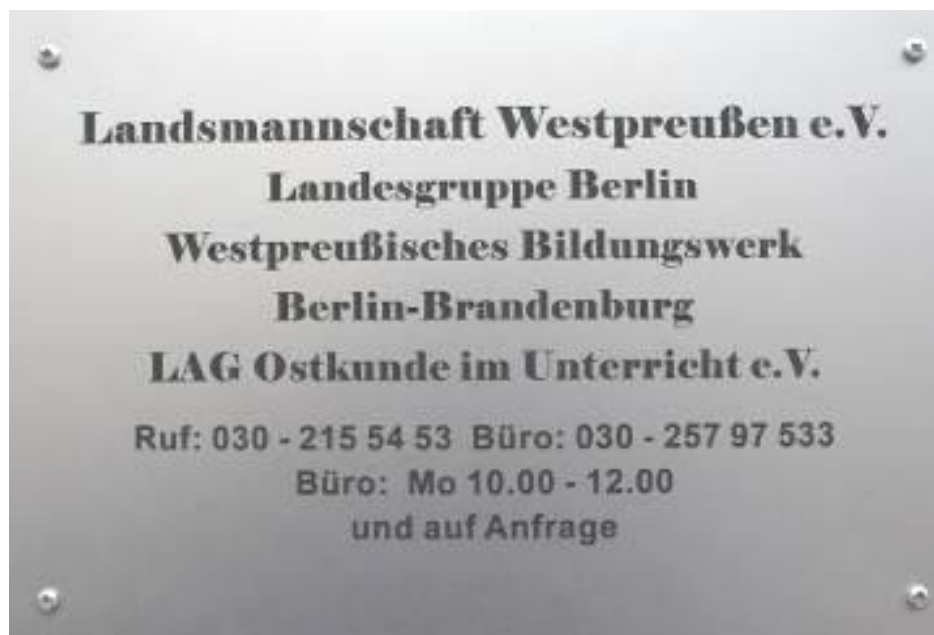 Landsmannschaft Westpreußen e.V.
Landesgruppe Berlin
Westpreußisches Bildungswerk
Berlin-Brandenburg
LAG Ostkunde im Unterricht e.V.
Ruf: 030 - 215 54 53 Büro: 030 - 257 97 533
Büro: Mo 10.00 - 12.00
und auf Anfrage